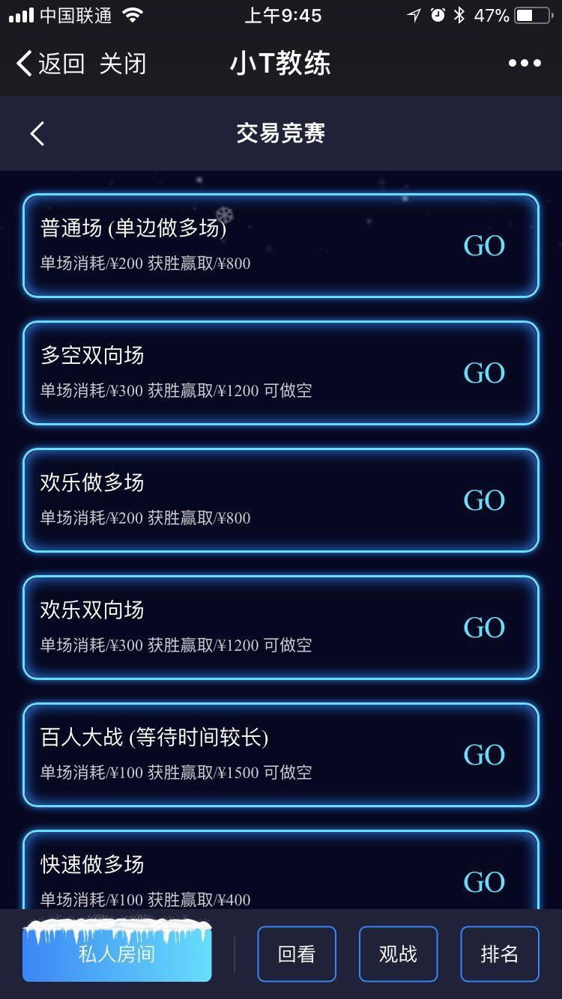 中国联通 上午9:45 47%
返回 关闭 小T教练
交易竞赛
普通场 (单边做多场)
单场消耗/¥200 获胜赢取/¥800
GO
多空双向场
单场消耗/¥300 获胜赢取/¥1200 可做空
GO
欢乐做多场
单场消耗/¥200 获胜赢取/¥800
GO
欢乐双向场
单场消耗/¥300 获胜赢取/¥1200 可做空
GO
百人大战 (等待时间较长)
单场消耗/¥100 获胜赢取/¥1500 可做空
GO
快速做多场
单场消耗/¥100 获胜赢取/¥400
GO
私人房间 回看 观战 排名